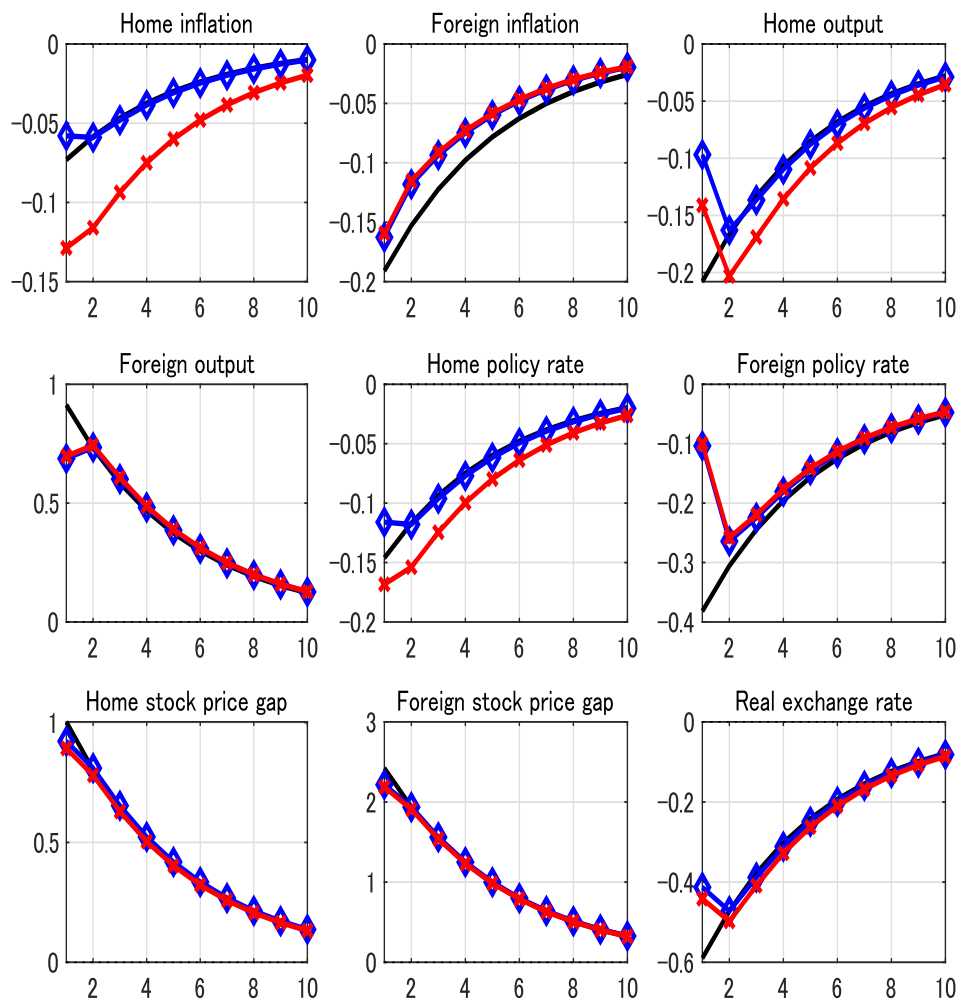 Home inflation Foreign inflation Home output
0 0 0
-0.05 -0.05 -0.05
-0.1 -0.1 -0.1
-0.15 -0.15 -0.15
-0.2 -0.2
2 4 6 8 10 2 4 6 8 10 2 4 6 8 10
Foreign output Home policy rate Foreign policy rate
1 0 0
0.5 -0.05 -0.1
-0.1 -0.2
-0.15 -0.3
0 -0.2 -0.4
2 4 6 8 10 2 4 6 8 10 2 4 6 8 10
Home stock price gap Foreign stock price gap Real exchange rate
1 3 0
0.5 2 -0.2
1 -0.4
0 0 -0.6
2 4 6 8 10 2 4 6 8 10 2 4 6 8 10